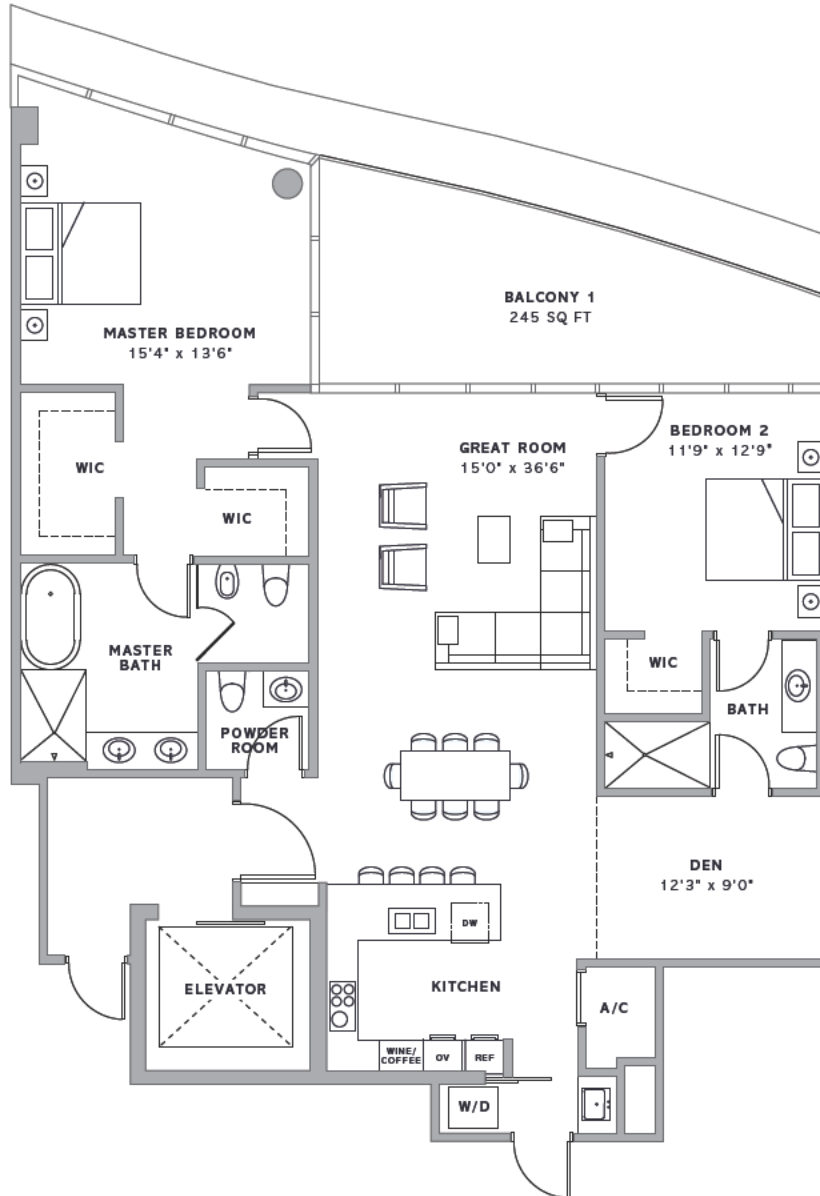 BALCONY 1
245 SQ FT
MASTER BEDROOM
15'4" x 13'6"
BEDROOM 2
11'9" x 12'9"
GREAT ROOM
15'0" x 36'6"
WIC
WIC
MASTER
BATH
WIC
BATH
POWDER
ROOM
DEN
12'3" x 9'0"
DW
ELEVATOR
KITCHEN
A/C
WINE/
COFFEE
OV
REF
W/D